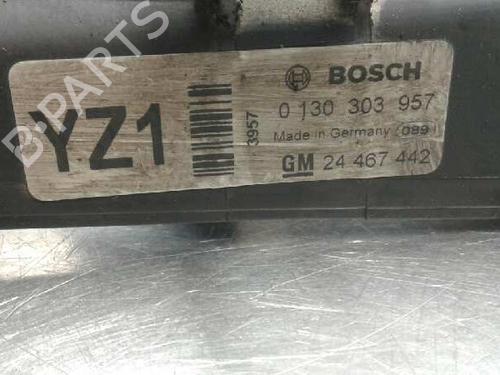 B-PARTS
YZ1
3957
BOSCH
0 130 303 957
Made in Germany (089)
GM 24 467 442